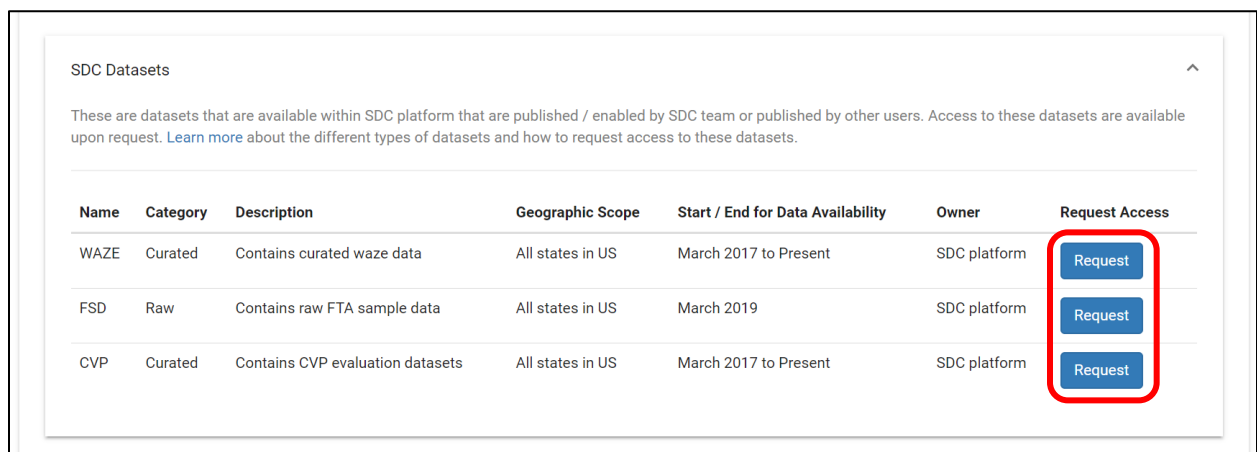 SDC Datasets
These are datasets that are available within SDC platform that are published / enabled by SDC team or published by other users. Access to these datasets are available
upon request. Learn more about the different types of datasets and how to request access to these datasets.
Name Category Description Geographic Scope Start / End for Data Availability Owner Request Access
WAZE Curated Contains curated waze data All states in US March 2017 to Present SDC platform Request
FSD Raw Contains raw FTA sample data All states in US March 2019 SDC platform Request
CVP Curated Contains CVP evaluation datasets All states in US March 2017 to Present SDC platform Request